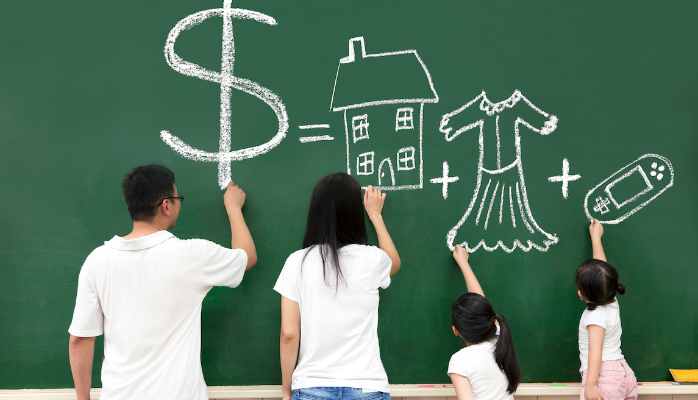 $ = + +